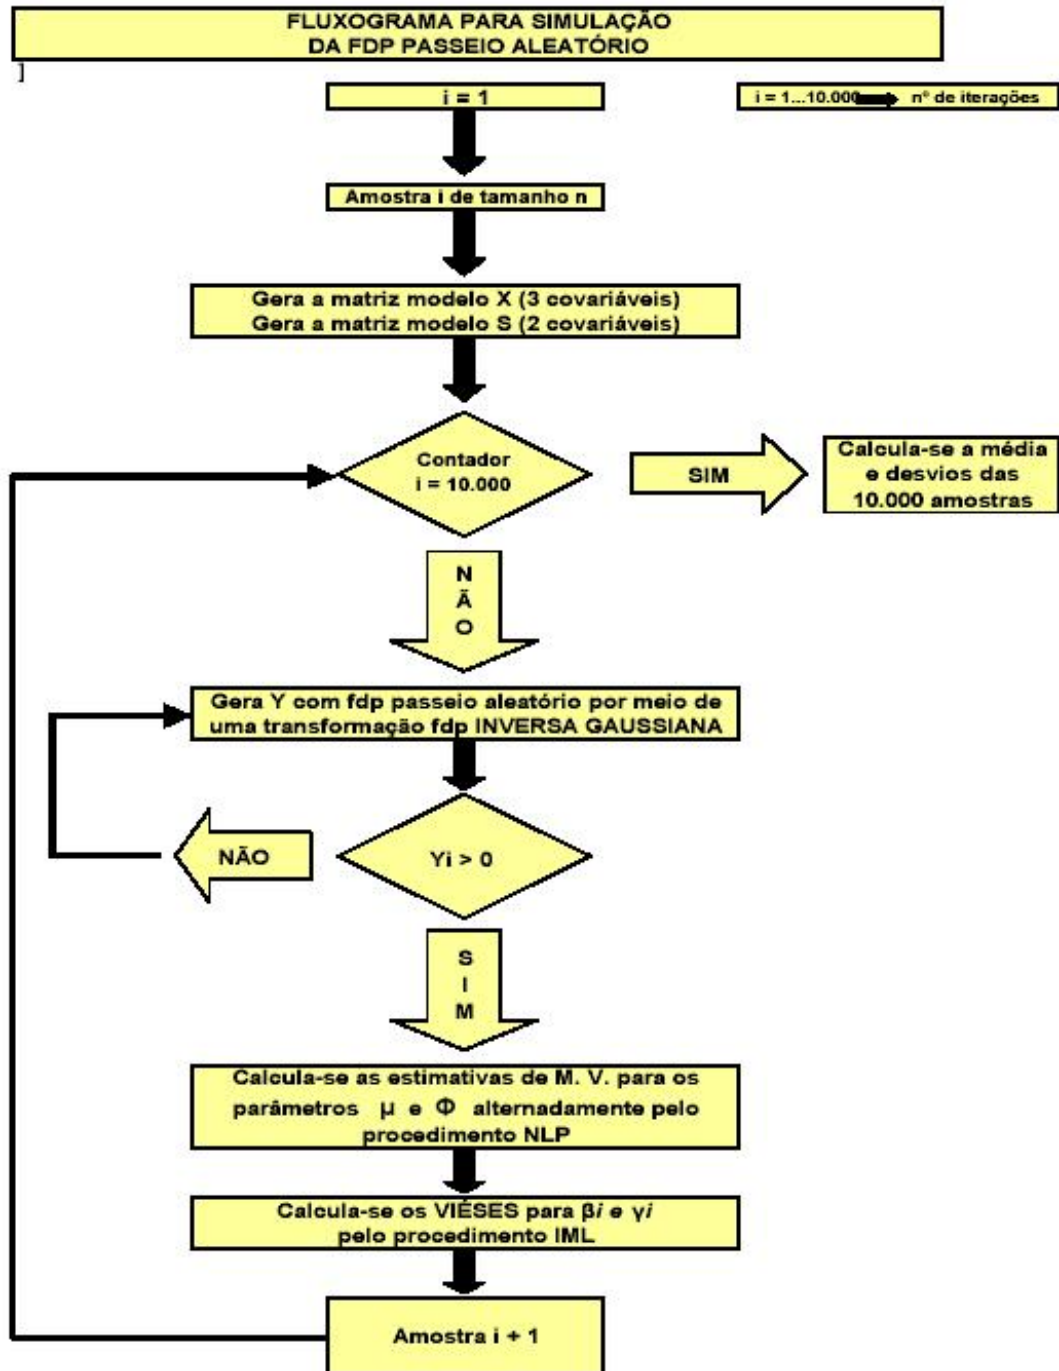 FLUXOGRAMA PARA SIMULAÇÃO
DA FDP PASSEIO ALEATÓRIO
]
i = 1
i = 1...10.000 nº de iterações
Amostra i de tamanho n
Gera a matriz modelo X (3 covariáveis)
Gera a matriz modelo S (2 covariáveis)
Contador
i = 10.000
SIM
Calcula-se a média
e desvios das
10.000 amostras
N
Ã
O
Gera Y com fdp passeio aleatório por meio de
uma transformação fdp INVERSA GAUSSIANA
Yi > 0
NÃO
S
I
M
Calcula-se as estimativas de M. V. para os
parâmetros μ e Φ alternadamente pelo
procedimento NLP
Calcula-se os VIÉSES para βi e γi
pelo procedimento IML
Amostra i + 1